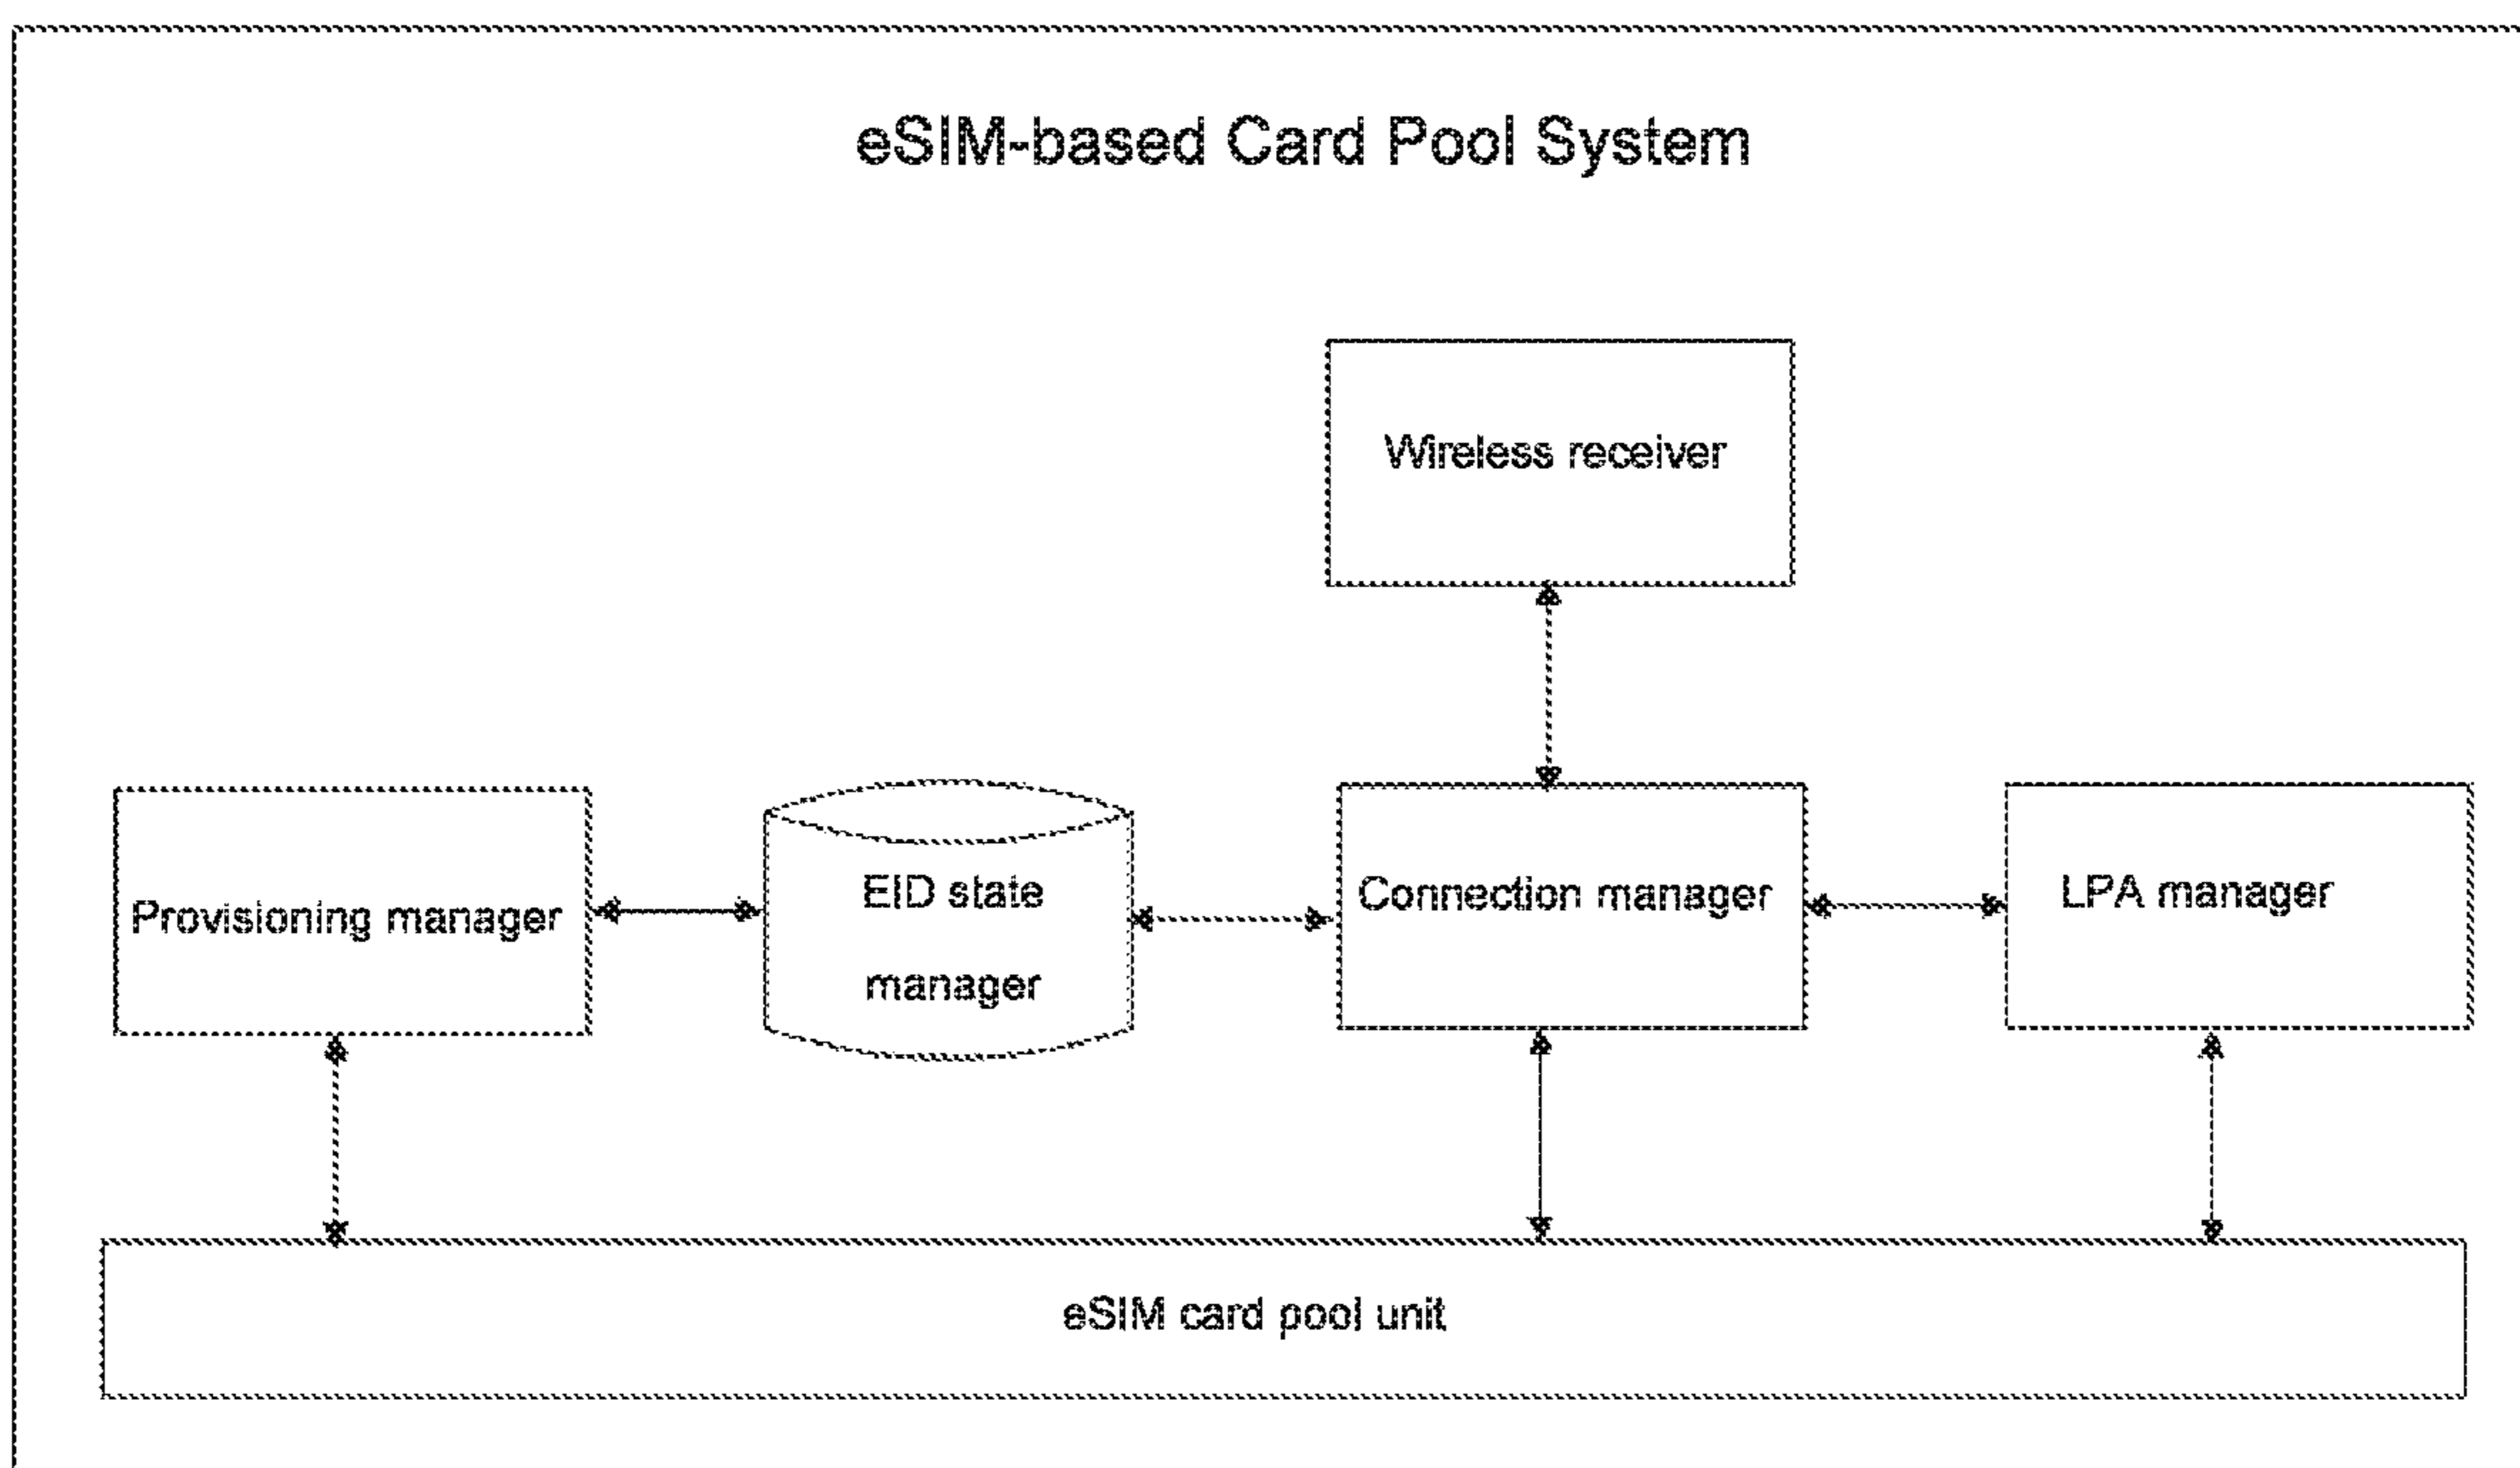 eSIM-based Card Pool System
Wireless receiver
Provisioning manager
EID state
manager
Connection manager
LPA manager
eSIM card pool unit